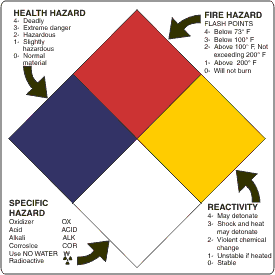 HEALTH HAZARD
4- Deadly
3- Extreme danger
2- Hazardous
1- Slightly
hazardous
0- Normal
material
FIRE HAZARD
FLASH POINTS
4- Below 73° F
3- Below 100° F
2- Above 100° F, Not
exceeding 200° F
1- Above 200° F
0- Will not burn
SPECIFIC
HAZARD
Oxidizer OX
Acid ACID
Alkali ALK
Corrosice COR
Use NO WATER W
Radioactive
REACTIVITY
4- May detonate
3- Shock and heat
may detonate
2- Violent chemical
change
1- Unstable if heated
0- Stable